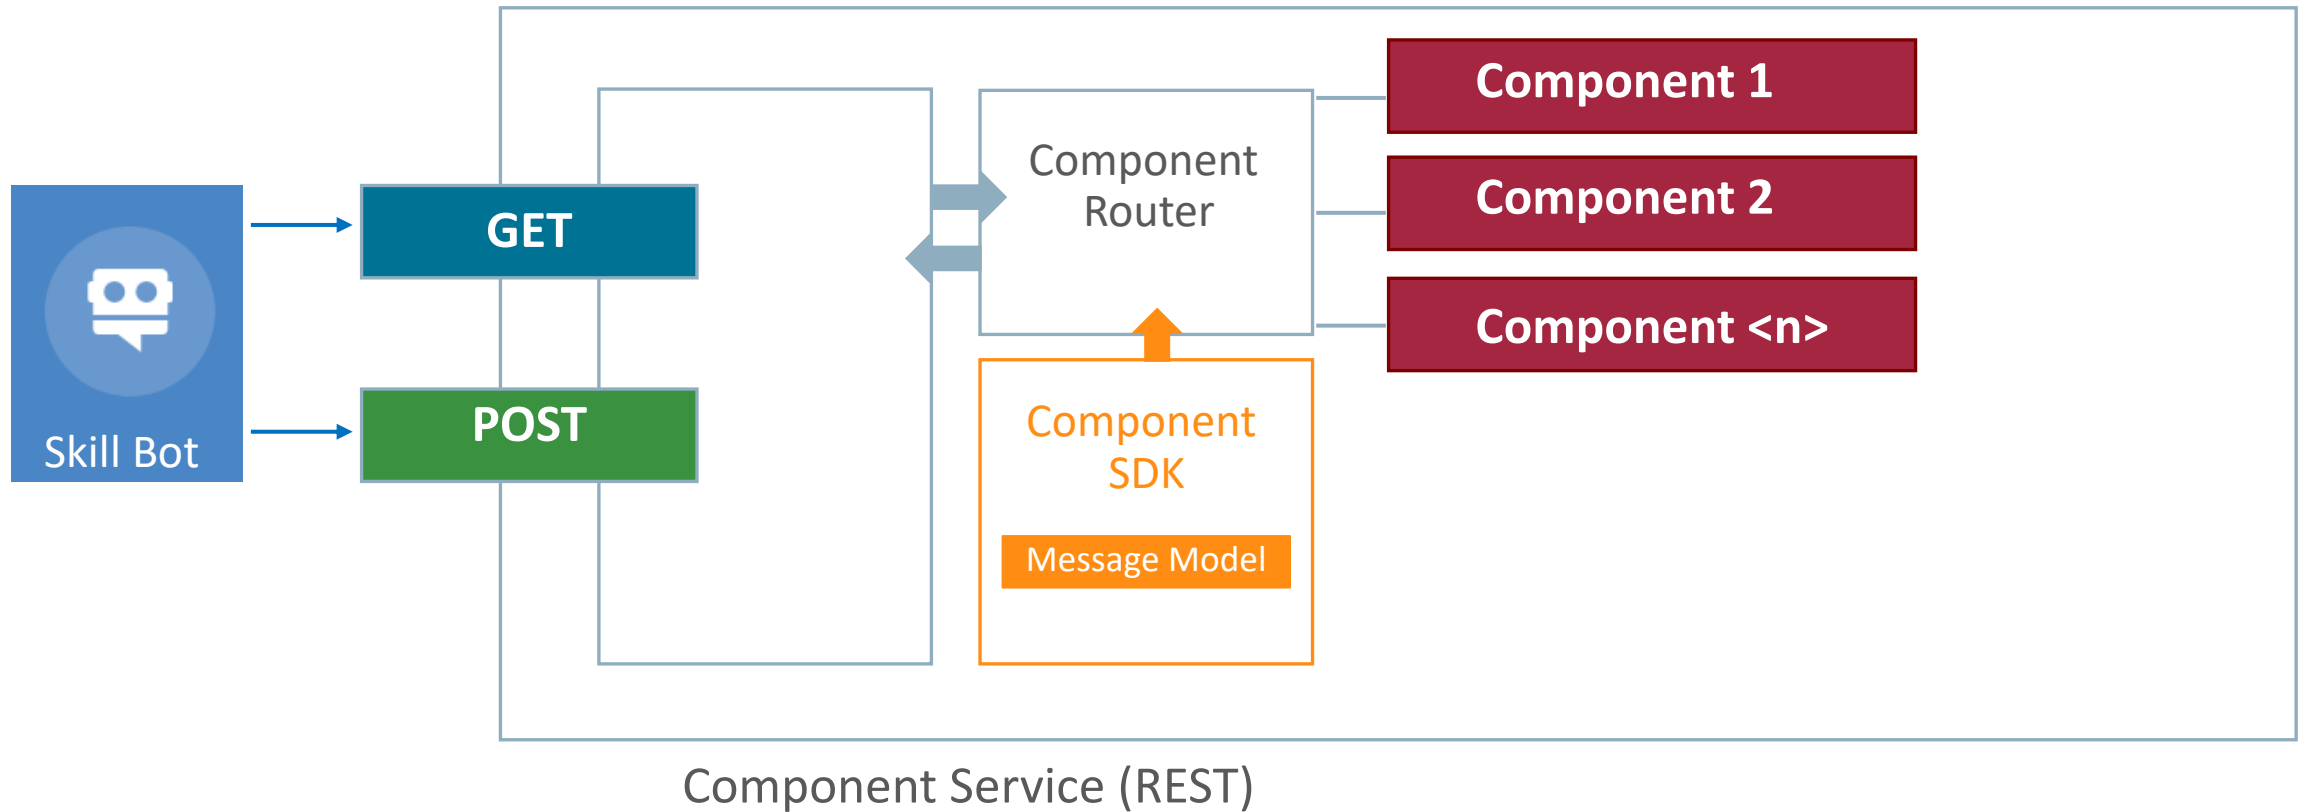 Skill Bot
GET
POST
Component
Router
Component
SDK
Message Model
Component 1
Component 2
Component <n>
Component Service (REST)